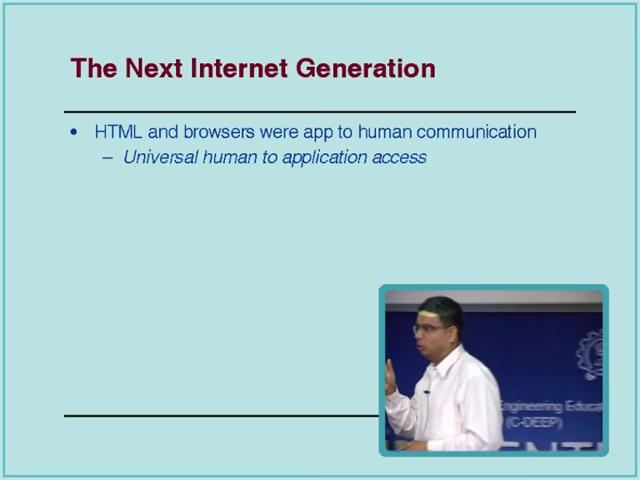 The Next Internet Generation
• HTML and browsers were app to human communication
– Universal human to application access
Engineering Educa
(C-DEEP)
ENT